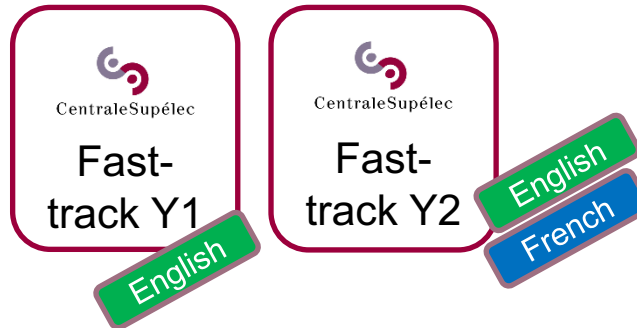 CentraleSupélec
Fast-
track Y1
English
CentraleSupélec
Fast-
track Y2
English
French